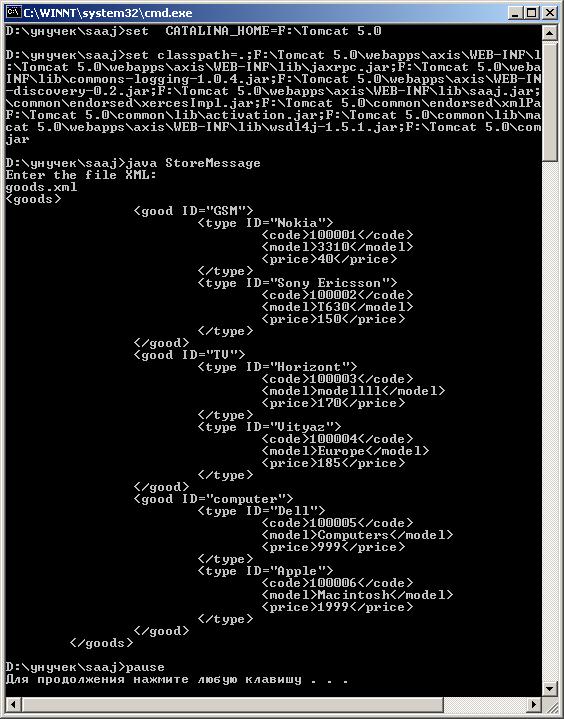 C:\WINNT\system32\cmd.exe
D:\унучек\saaj>set  CATALINA_HOME=F:\Tomcat 5.0
D:\унучек\saaj>set classpath=.;F:\Tomcat 5.0\webapps\axis\WEB-INF\l
:\Tomcat 5.0\webapps\axis\WEB-INF\lib\jaxrpc.jar;F:\Tomcat 5.0\weba
INF\lib\commons-logging-1.0.4.jar;F:\Tomcat 5.0\webapps\axis\WEB-IN
-discovery-0.2.jar;F:\Tomcat 5.0\webapps\axis\WEB-INF\lib\saaj.jar;
\common\endorsed\xercesImpl.jar;F:\Tomcat 5.0\common\endorsed\xmlPa
F:\Tomcat 5.0\common\lib\activation.jar;F:\Tomcat 5.0\common\lib\ma
cat 5.0\webapps\axis\WEB-INF\lib\wsdl4j-1.5.1.jar;F:\Tomcat 5.0\com
jar
D:\унучек\saaj>java StoreMessage
Enter the file XML:
goods.xml
<goods>
<good ID="GSM">
<type ID="Nokia">
<code>100001</code>
<model>3310</model>
<price>40</price>
</type>
<type ID="Sony Ericsson">
<code>100002</code>
<model>T630</model>
<price>150</price>
</type>
</good>
<good ID="TV">
<type ID="Horizont">
<code>100003</code>
<model>modellll</model>
<price>170</price>
</type>
<type ID="Vityaz">
<code>100004</code>
<model>Europe</model>
<price>185</price>
</type>
</good>
<good ID="computer">
<type ID="Dell">
<code>100005</code>
<model>Computers</model>
<price>999</price>
</type>
<type ID="Apple">
<code>100006</code>
<model>Macintosh</model>
<price>1999</price>
</type>
</good>
</goods>
D:\унучек\saaj>pause
Для продолжения нажмите любую клавишу . . .